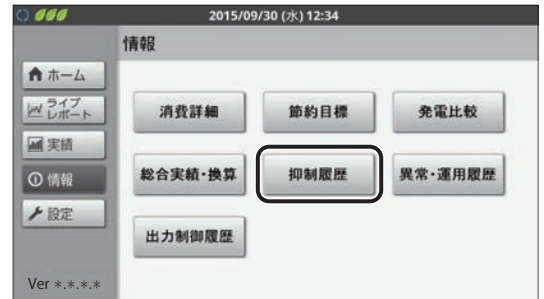 2015/09/30 (水) 12:34
情報
ホーム
ライブ
レポート
実績
情報
設定
Ver *.*.*.*
消費詳細
節約目標
発電比較
総合実績・換算
抑制履歴
異常・運用履歴
出力制御履歴